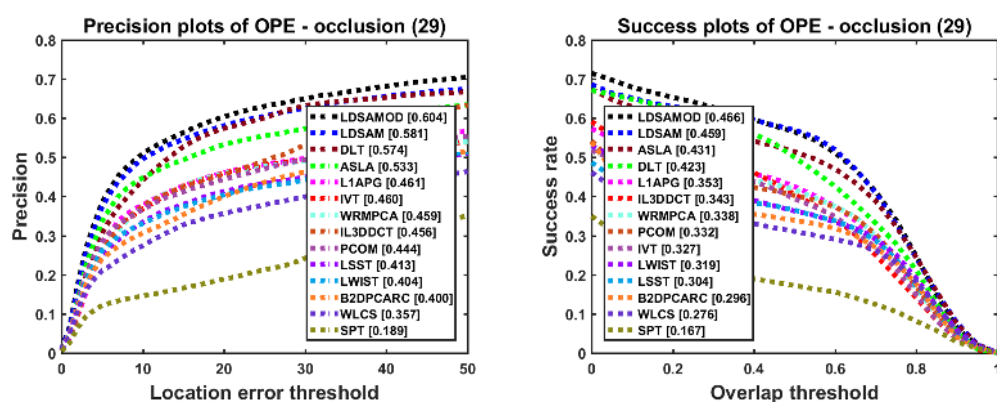 Precision plots of OPE - occlusion (29)
0.8
0.7
0.6
0.5
0.4
0.3
0.2
0.1
0
Precision
LDSAMOD [0.604]
LDSAM [0.581]
DLT [0.574]
ASLA [0.533]
L1APG [0.461]
IVT [0.460]
WRMPCA [0.459]
IL3DDCT [0.456]
PCOM [0.444]
LSST [0.413]
LWIST [0.404]
B2DPCARC [0.400]
WLCS [0.357]
SPT [0.189]
0 10 20 30 40 50
Location error threshold
Success plots of OPE - occlusion (29)
0.8
0.7
0.6
0.5
0.4
0.3
0.2
0.1
0
Success rate
LDSAMOD [0.466]
LDSAM [0.459]
ASLA [0.431]
DLT [0.423]
L1APG [0.353]
IL3DDCT [0.343]
WRMPCA [0.338]
PCOM [0.332]
IVT [0.327]
LWIST [0.319]
LSST [0.304]
B2DPCARC [0.296]
WLCS [0.276]
SPT [0.167]
0 0.2 0.4 0.6 0.8 1
Overlap threshold